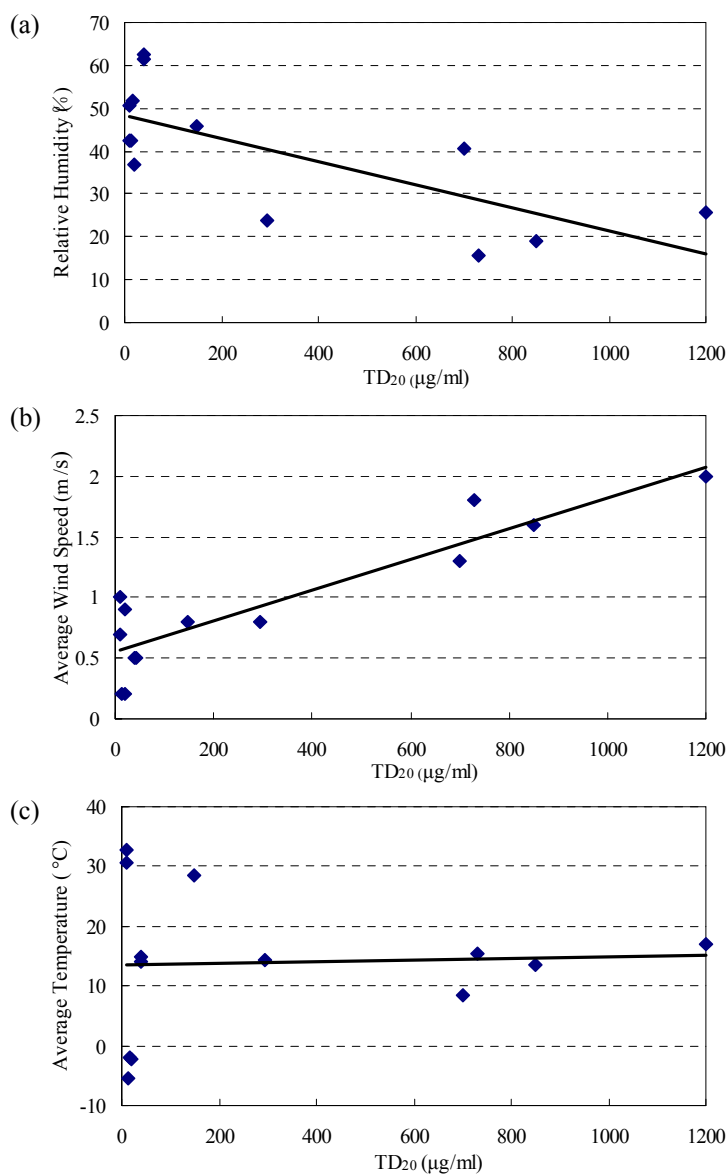 (a)
70
60
50
40
30
20
10
0
Relative Humidity (%)
0 200 400 600 800 1000 1200
TD20 (μg/ml)
(b)
2.5
2
1.5
1
0.5
0
Average Wind Speed (m/s)
0 200 400 600 800 1000 1200
TD20 (μg/ml)
(c)
40
30
20
10
0
-10
Average Temperature ( °C)
0 200 400 600 800 1000 1200
TD20 (μg/ml)